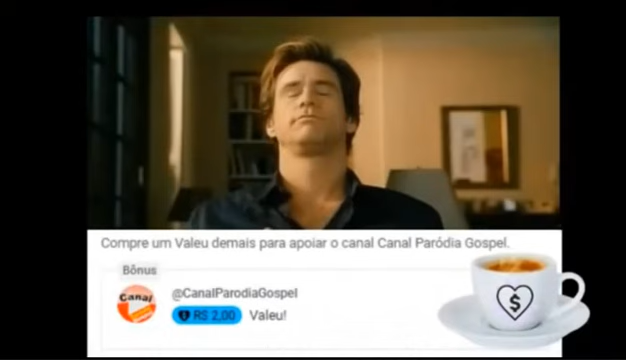 Compre um Valeu demais para apoiar o canal Canal Paródia Gospel.
Bônus
Canal
@CanalParodiaGospel
R$ 2,00 Valeu!
$